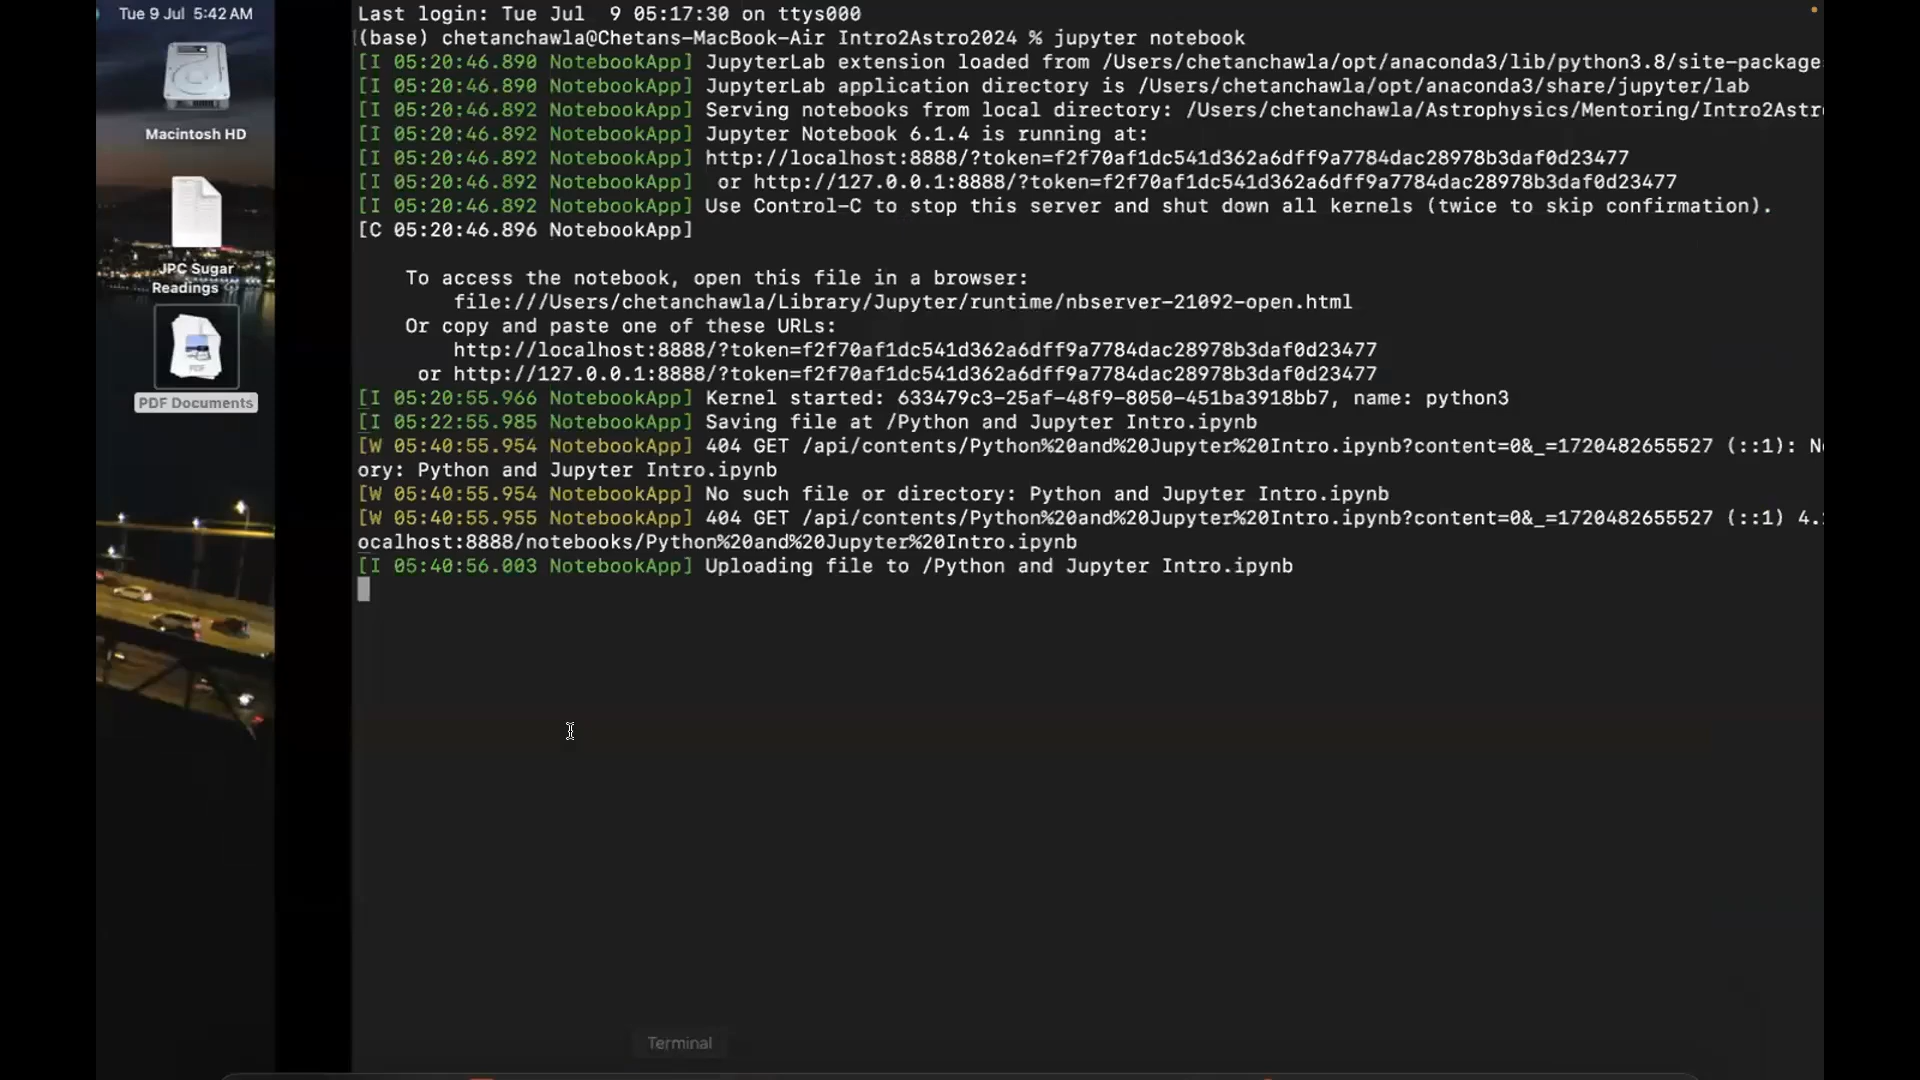 Tue 9 Jul 5:42 AM
Macintosh HD
JPC Sugar
Readings
PDF
PDF Documents
Last login: Tue Jul  9 05:17:30 on ttys000
(base) chetanchawla@Chetans-MacBook-Air Intro2Astro2024 % jupyter notebook
[I 05:20:46.890 NotebookApp] JupyterLab extension loaded from /Users/chetanchawla/opt/anaconda3/lib/python3.8/site-package
[I 05:20:46.890 NotebookApp] JupyterLab application directory is /Users/chetanchawla/opt/anaconda3/share/jupyter/lab
[I 05:20:46.892 NotebookApp] Serving notebooks from local directory: /Users/chetanchawla/Astrophysics/Mentoring/Intro2Astr
[I 05:20:46.892 NotebookApp] Jupyter Notebook 6.1.4 is running at:
[I 05:20:46.892 NotebookApp] http://localhost:8888/?token=f2f70af1dc541d362a6dff9a7784dac28978b3daf0d23477
[I 05:20:46.892 NotebookApp]  or http://127.0.0.1:8888/?token=f2f70af1dc541d362a6dff9a7784dac28978b3daf0d23477
[I 05:20:46.892 NotebookApp] Use Control-C to stop this server and shut down all kernels (twice to skip confirmation).
[C 05:20:46.896 NotebookApp]
To access the notebook, open this file in a browser:
file:///Users/chetanchawla/Library/Jupyter/runtime/nbserver-21092-open.html
Or copy and paste one of these URLs:
http://localhost:8888/?token=f2f70af1dc541d362a6dff9a7784dac28978b3daf0d23477
or http://127.0.0.1:8888/?token=f2f70af1dc541d362a6dff9a7784dac28978b3daf0d23477
[I 05:20:55.966 NotebookApp] Kernel started: 633479c3-25af-48f9-8050-451ba3918bb7, name: python3
[I 05:22:55.985 NotebookApp] Saving file at /Python and Jupyter Intro.ipynb
[W 05:40:55.954 NotebookApp] 404 GET /api/contents/Python%20and%20Jupyter%20Intro.ipynb?content=0&_=1720482655527 (::1): N
ory: Python and Jupyter Intro.ipynb
[W 05:40:55.954 NotebookApp] No such file or directory: Python and Jupyter Intro.ipynb
[W 05:40:55.955 NotebookApp] 404 GET /api/contents/Python%20and%20Jupyter%20Intro.ipynb?content=0&_=1720482655527 (::1) 4.
ocalhost:8888/notebooks/Python%20and%20Jupyter%20Intro.ipynb
[I 05:40:56.003 NotebookApp] Uploading file to /Python and Jupyter Intro.ipynb
Terminal